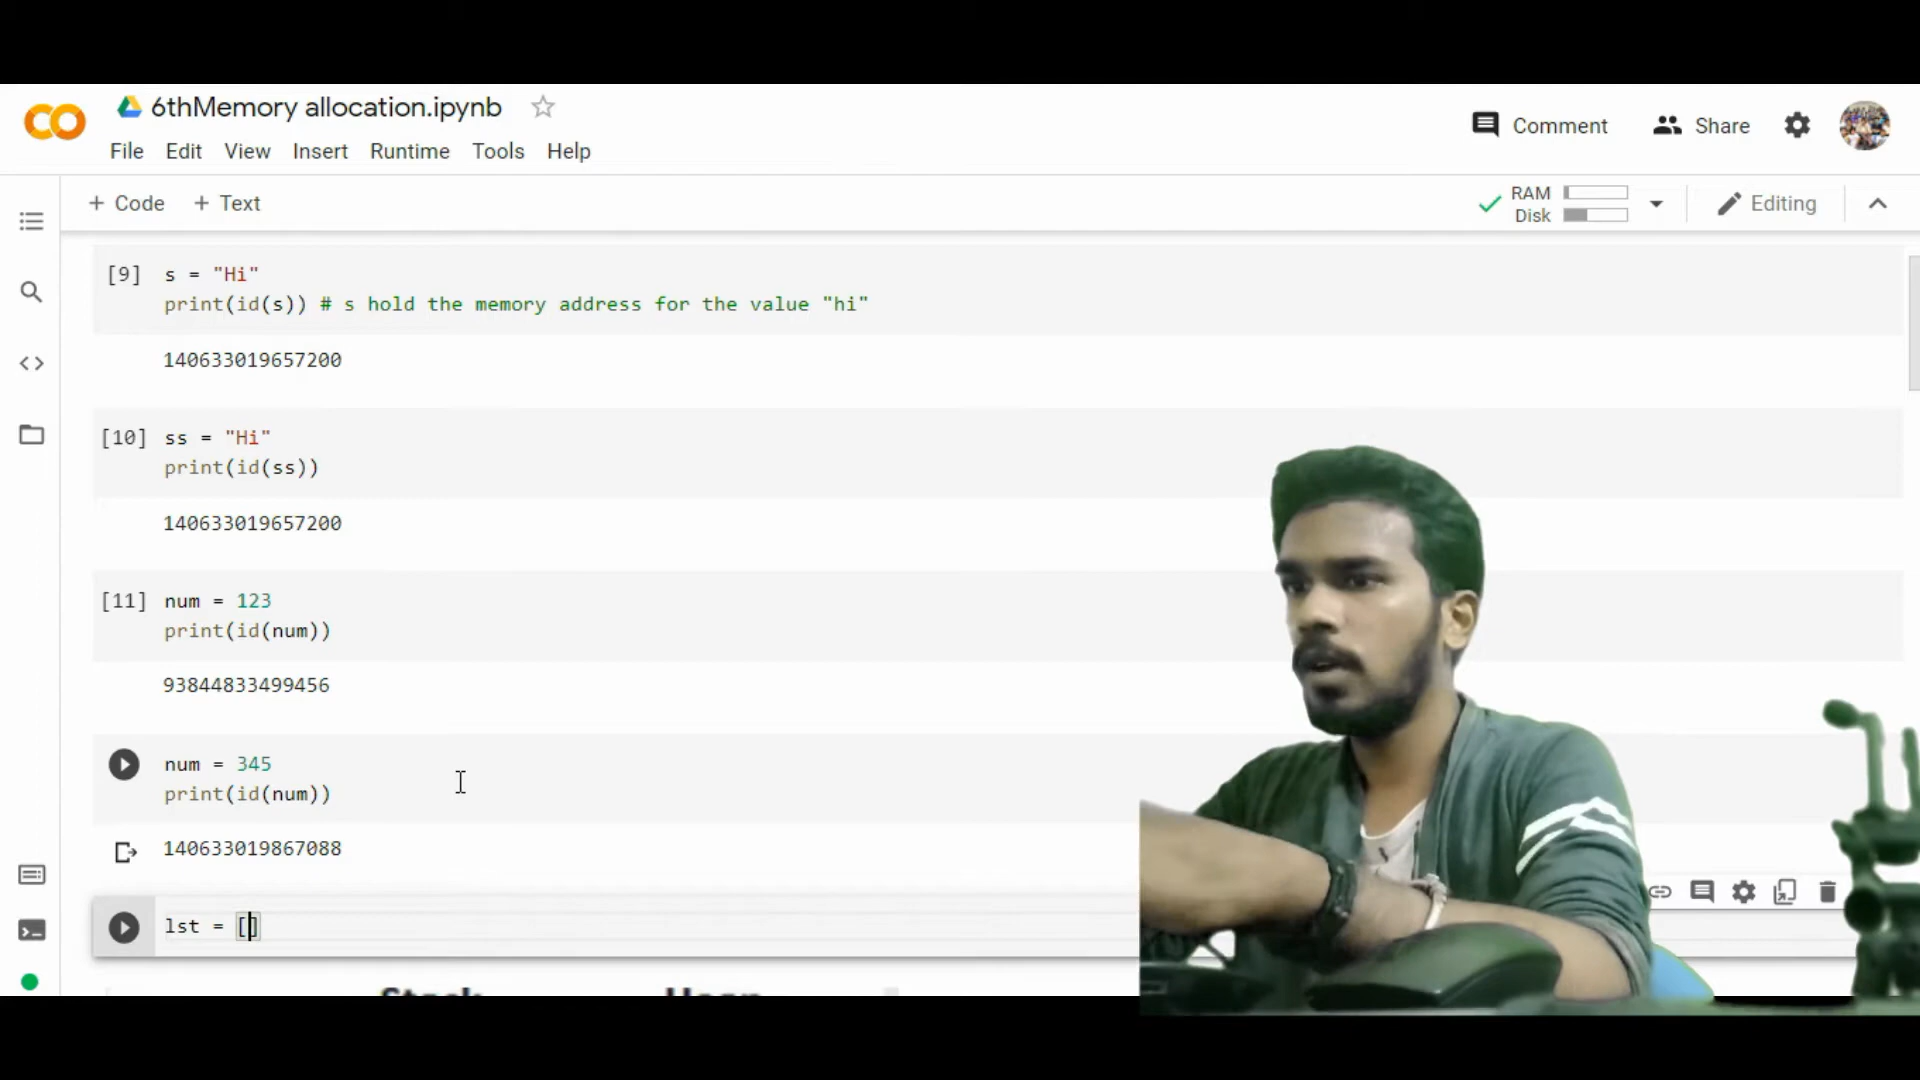 6thMemory allocation.ipynb
Comment
Share
File Edit View Insert Runtime Tools Help
+ Code + Text
RAM
Disk
Editing
[9] s = "Hi"
print(id(s)) # s hold the memory address for the value "hi"
140633019657200
[10] ss = "Hi"
print(id(ss))
140633019657200
[11] num = 123
print(id(num))
93844833499456
num = 345
print(id(num))
140633019867088
lst = []
Stack Heap